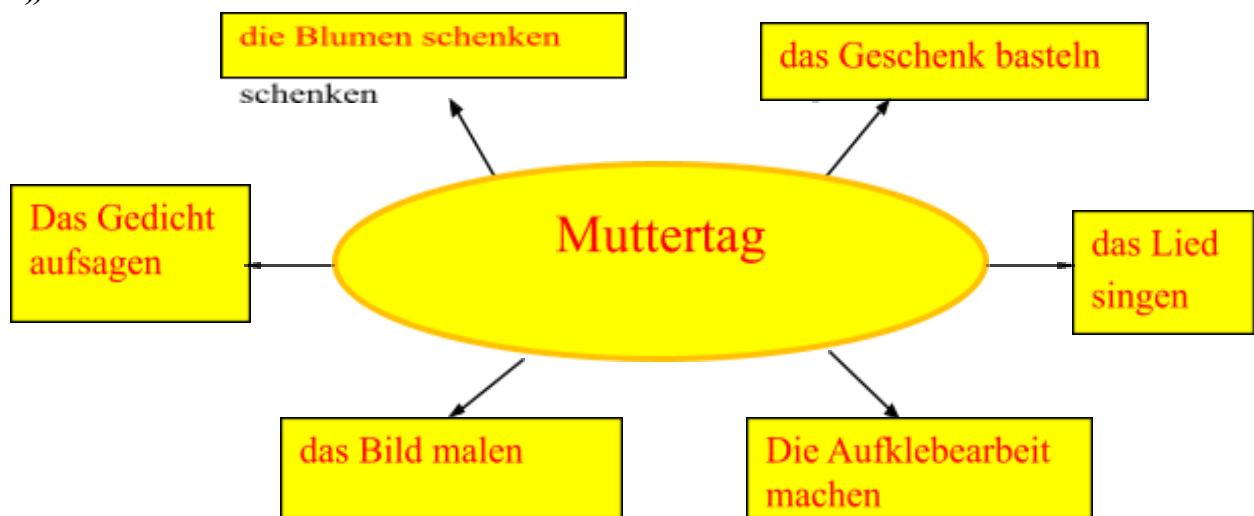 „
die Blumen schenken
schenken
das Geschenk basteln
Muttertag
Das Gedicht
aufsagen
das Lied
singen
das Bild malen
Die Aufklebearbeit
machen